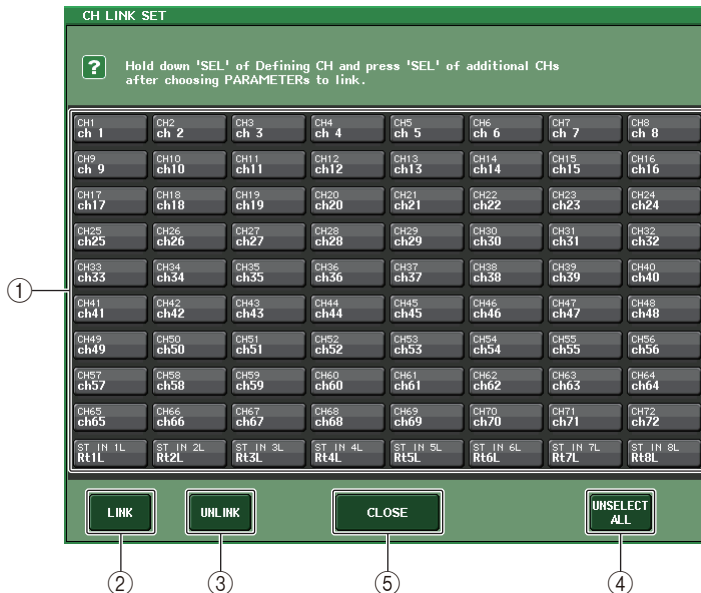 CH LINK SET
? Hold down 'SEL' of Defining CH and press 'SEL' of additional CHs
after choosing PARAMETERs to link.
CH1 CH2 CH3 CH4 CH5 CH6 CH7 CH8
ch 1 ch 2 ch 3 ch 4 ch 5 ch 6 ch 7 ch 8
CH9 CH10 CH11 CH12 CH13 CH14 CH15 CH16
ch 9 ch10 ch11 ch12 ch13 ch14 ch15 ch16
CH17 CH18 CH19 CH20 CH21 CH22 CH23 CH24
ch17 ch18 ch19 ch20 ch21 ch22 ch23 ch24
CH25 CH26 CH27 CH28 CH29 CH30 CH31 CH32
ch25 ch26 ch27 ch28 ch29 ch30 ch31 ch32
CH33 CH34 CH35 CH36 CH37 CH38 CH39 CH40
ch33 ch34 ch35 ch36 ch37 ch38 ch39 ch40
① CH41 CH42 CH43 CH44 CH45 CH46 CH47 CH48
ch41 ch42 ch43 ch44 ch45 ch46 ch47 ch48
CH49 CH50 CH51 CH52 CH53 CH54 CH55 CH56
ch49 ch50 ch51 ch52 ch53 ch54 ch55 ch56
CH57 CH58 CH59 CH60 CH61 CH62 CH63 CH64
ch57 ch58 ch59 ch60 ch61 ch62 ch63 ch64
CH65 CH66 CH67 CH68 CH69 CH70 CH71 CH72
ch65 ch66 ch67 ch68 ch69 ch70 ch71 ch72
ST IN 1L ST IN 2L ST IN 3L ST IN 4L ST IN 5L ST IN 6L ST IN 7L ST IN 8L
Rt1L Rt2L Rt3L Rt4L Rt5L Rt6L Rt7L Rt8L
LINK UNLINK CLOSE UNSELECT
ALL
② ③ ⑤ ④